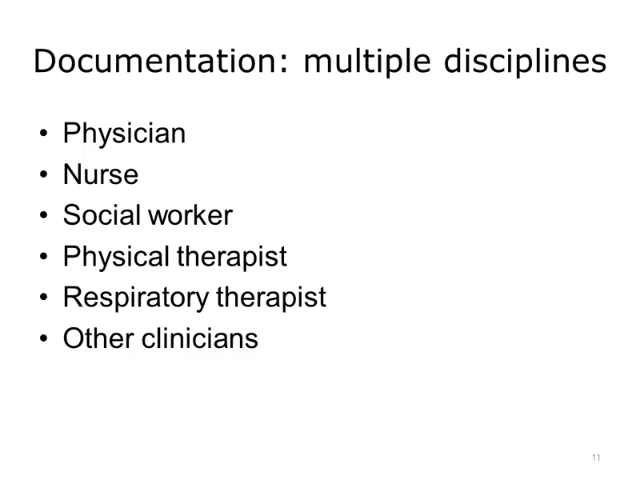 Documentation: multiple disciplines
• Physician
• Nurse
• Social worker
• Physical therapist
• Respiratory therapist
• Other clinicians
11